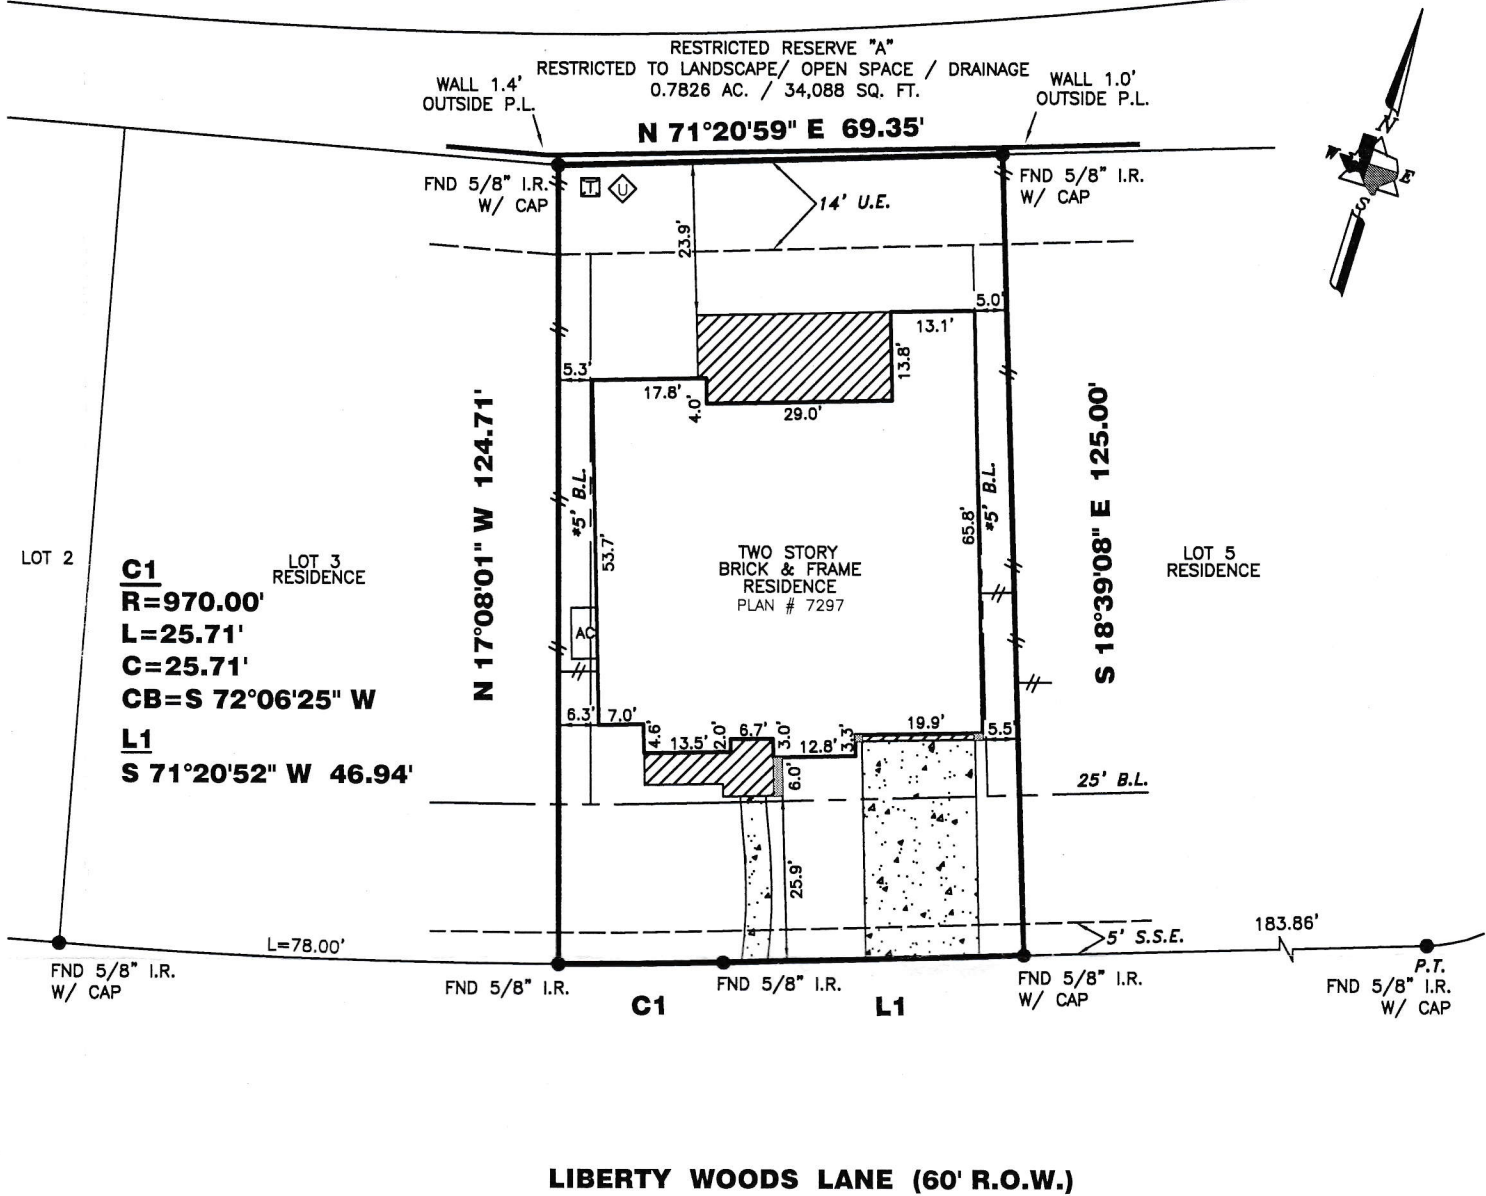 RESTRICTED RESERVE "A"
RESTRICTED TO LANDSCAPE/ OPEN SPACE / DRAINAGE
0.7826 AC. / 34,088 SQ. FT.
WALL 1.4'
OUTSIDE P.L.
WALL 1.0'
OUTSIDE P.L.
N 71°20'59" E 69.35'
N
W
E
S
FND 5/8" I.R.
W/ CAP
T
U
14' U.E.
FND 5/8" I.R.
W/ CAP
23.9'
5.0'
13.1'
13.8'
5.3'
17.8'
4.0'
29.0'
N 17°08'01" W 124.71'
*5' B.L.
53.7'
65.8'
*5' B.L.
S 18°39'08" E 125.00'
LOT 2
LOT 3
RESIDENCE
TWO STORY
BRICK & FRAME
RESIDENCE
PLAN # 7297
LOT 5
RESIDENCE
C1
R=970.00'
L=25.71'
C=25.71'
CB=S 72°06'25" W
L1
S 71°20'52" W 46.94'
AC
6.3'
7.0'
4.6'
13.5'
2.0'
6.7'
3.0'
12.8'
3.3'
19.9'
5.5'
6.0'
25' B.L.
25.9'
L=78.00'
5' S.S.E.
183.86'
P.T.
FND 5/8" I.R.
W/ CAP
FND 5/8" I.R.
FND 5/8" I.R.
FND 5/8" I.R.
W/ CAP
FND 5/8" I.R.
W/ CAP
C1
L1
LIBERTY WOODS LANE (60' R.O.W.)